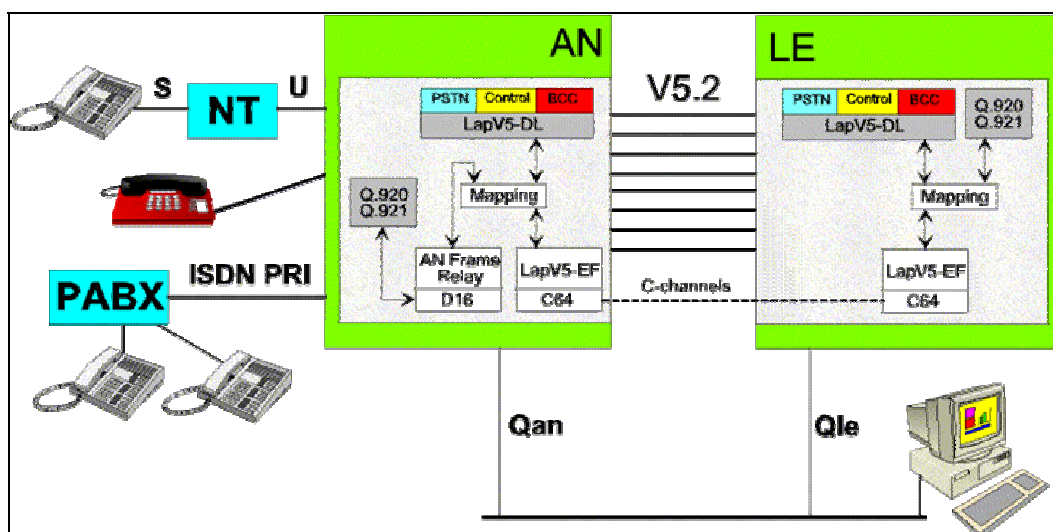 AN
LE
S
NT
U
V5.2
PSTN Control BCC
LapV5-DL
PSTN Control BCC
LapV5-DL
Q.920
Q.921
Q.920
Q.921
Mapping
Mapping
AN Frame
Relay
D16
LapV5-EF
C64
C-channels
LapV5-EF
C64
ISDN PRI
PABX
Qan
Qle